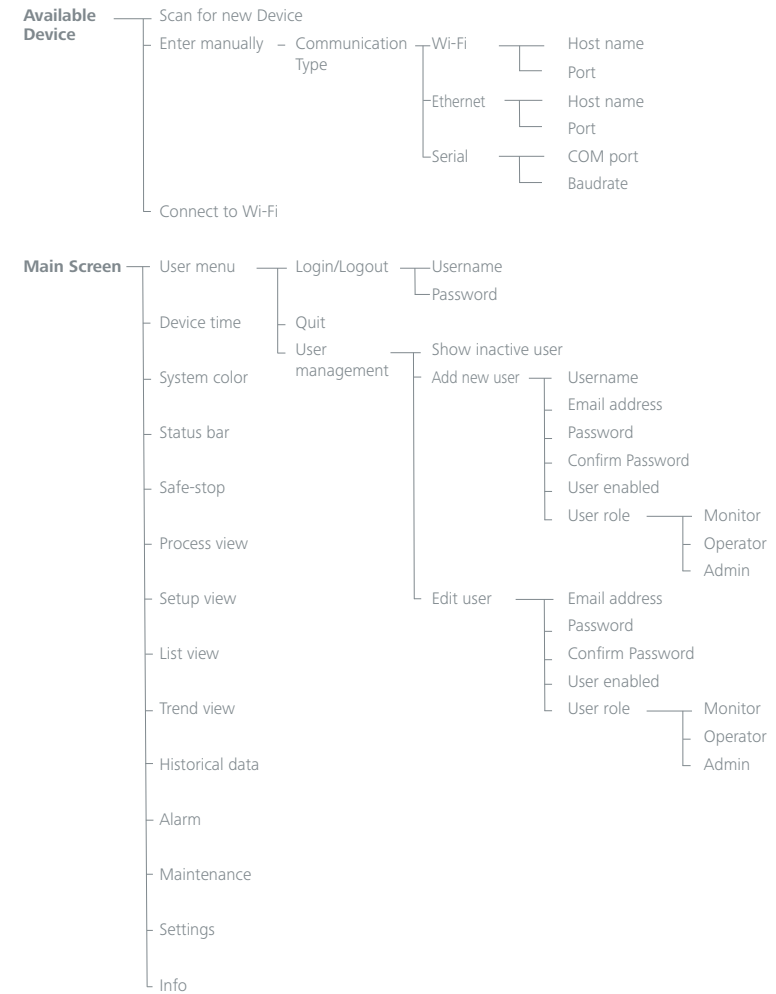 Available
Device
Scan for new Device
Enter manually
Communication
Type
Wi-Fi
Host name
Port
Ethernet
Host name
Port
Serial
COM port
Baudrate
Connect to Wi-Fi
Main Screen
User menu
Login/Logout
Username
Password
Device time
Quit
User
management
Show inactive user
System color
Add new user
Username
Email address
Status bar
Password
Confirm Password
Safe-stop
User enabled
User role
Monitor
Process view
Operator
Admin
Setup view
Edit user
Email address
Password
List view
Confirm Password
User enabled
Trend view
User role
Monitor
Operator
Historical data
Admin
Alarm
Maintenance
Settings
Info